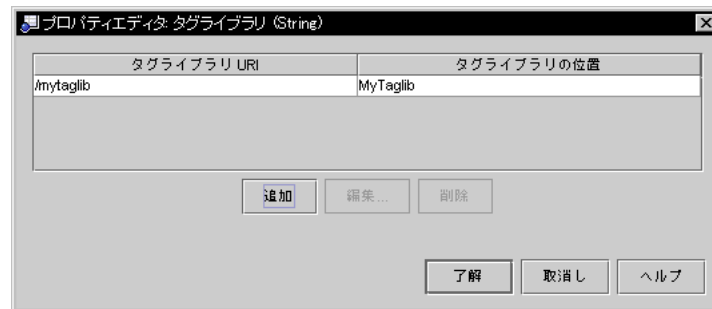 プロパティエディタ: タグライブラリ (String)
タグライブラリ URI タグライブラリの位置
/mytaglib MyTaglib
追加 編集... 削除
了解 取消し ヘルプ